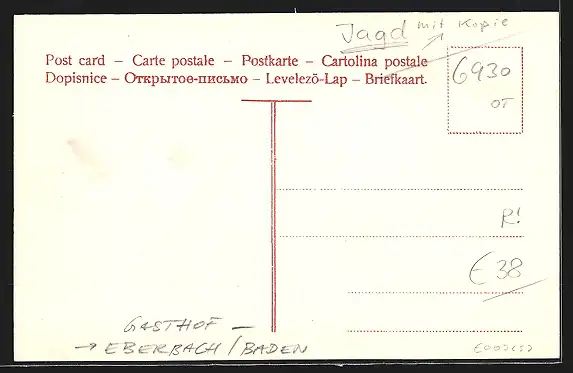 Jagd mit Kopie
Post card – Carte postale – Postkarte – Cartolina postale
Dopisnice – Открытое-письмо – Levelező-Lap – Briefkaart.
6930
OT
R!
€38
GASTHOF –
→ EBERBACH/BADEN